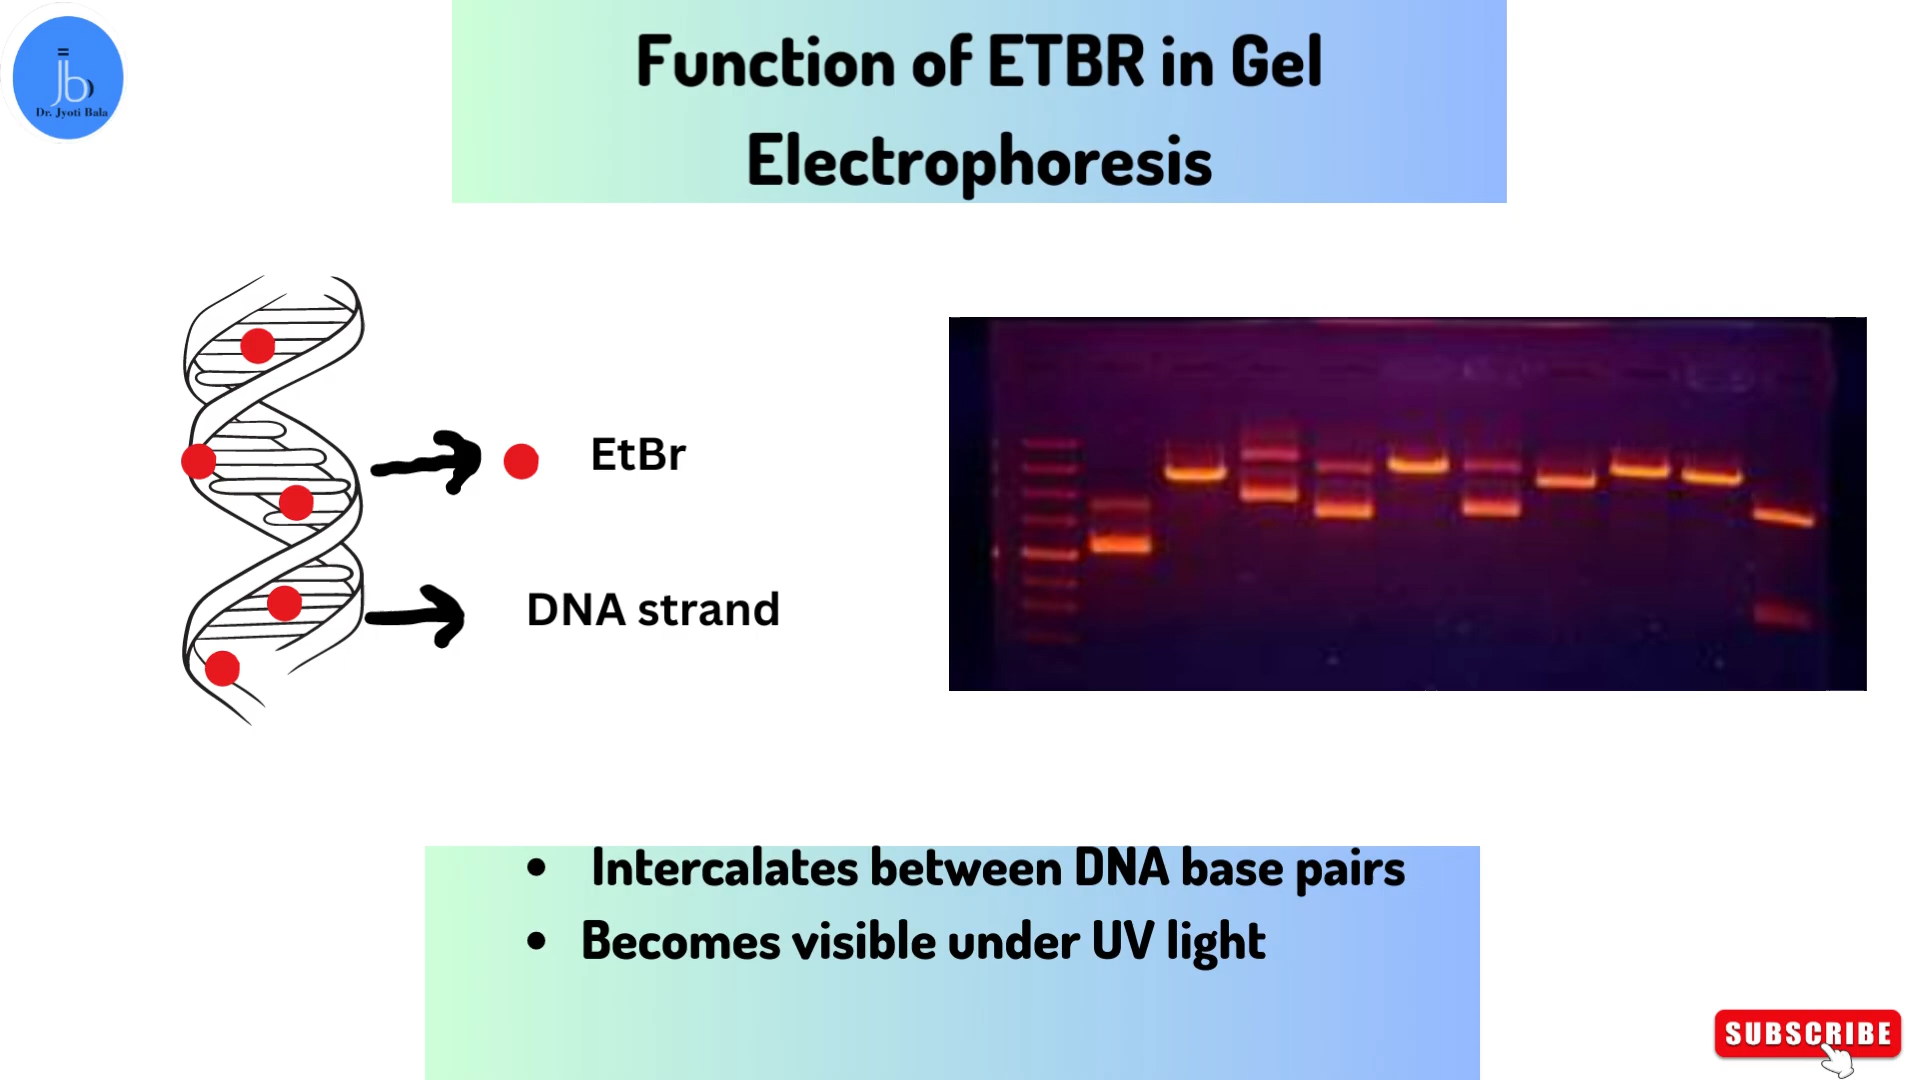 Dr. Jyoti Bala
Function of ETBR in Gel
Electrophoresis
EtBr
DNA strand
• Intercalates between DNA base pairs
• Becomes visible under UV light
SUBSCRIBE